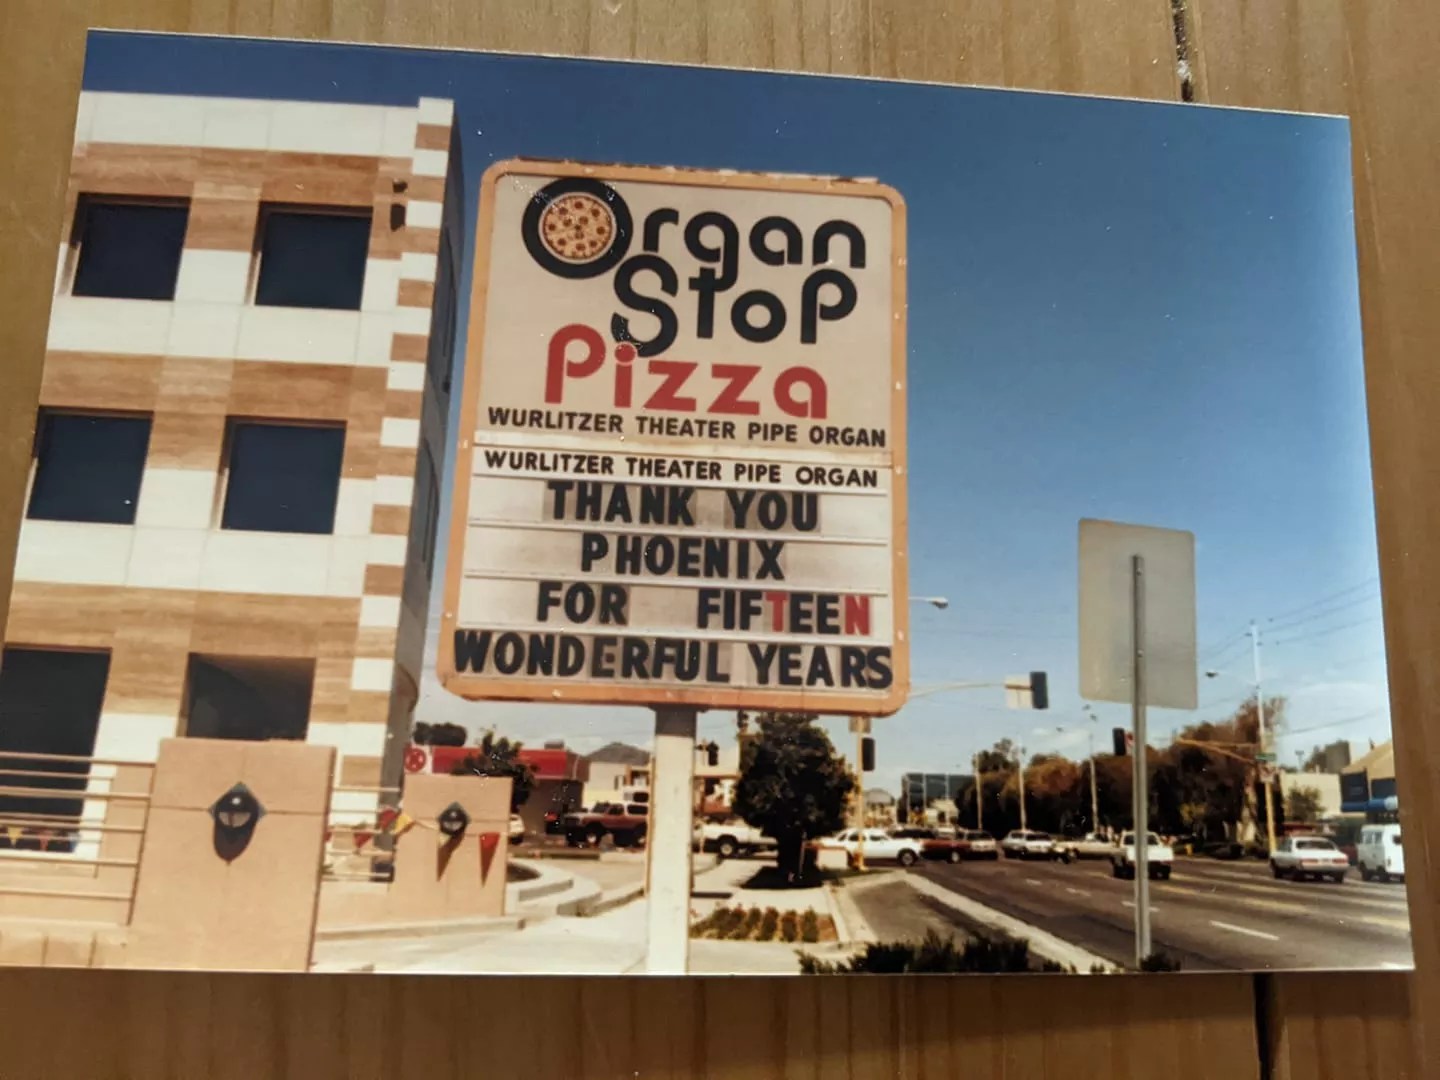 Organ
Stop
Pizza
WURLITZER THEATER PIPE ORGAN
WURLITZER THEATER PIPE ORGAN
THANK YOU
PHOENIX
FOR FIFTEEN
WONDERFUL YEARS